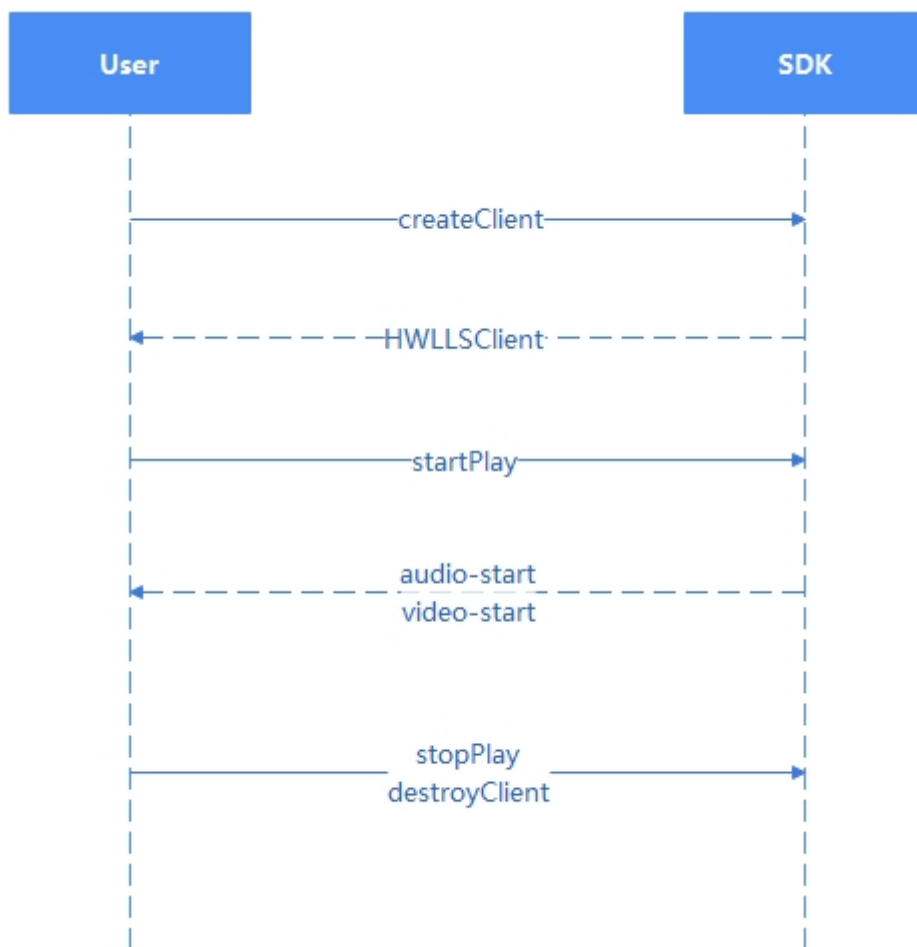 User
SDK
createClient
HWLLSClient
startPlay
audio-start
video-start
stopPlay
destroyClient